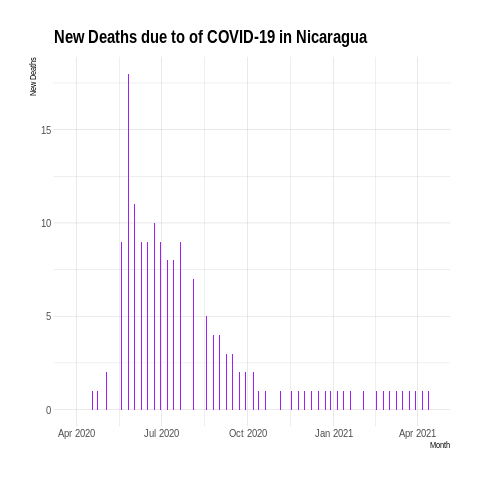 New Deaths due to of COVID-19 in Nicaragua
New Deaths
15
10
5
0
Apr 2020 Jul 2020 Oct 2020 Jan 2021 Apr 2021
Month